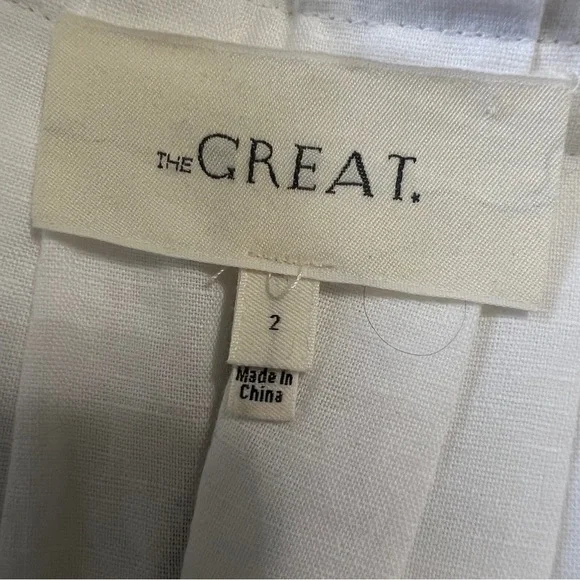 THE GREAT.
2
Made In
China